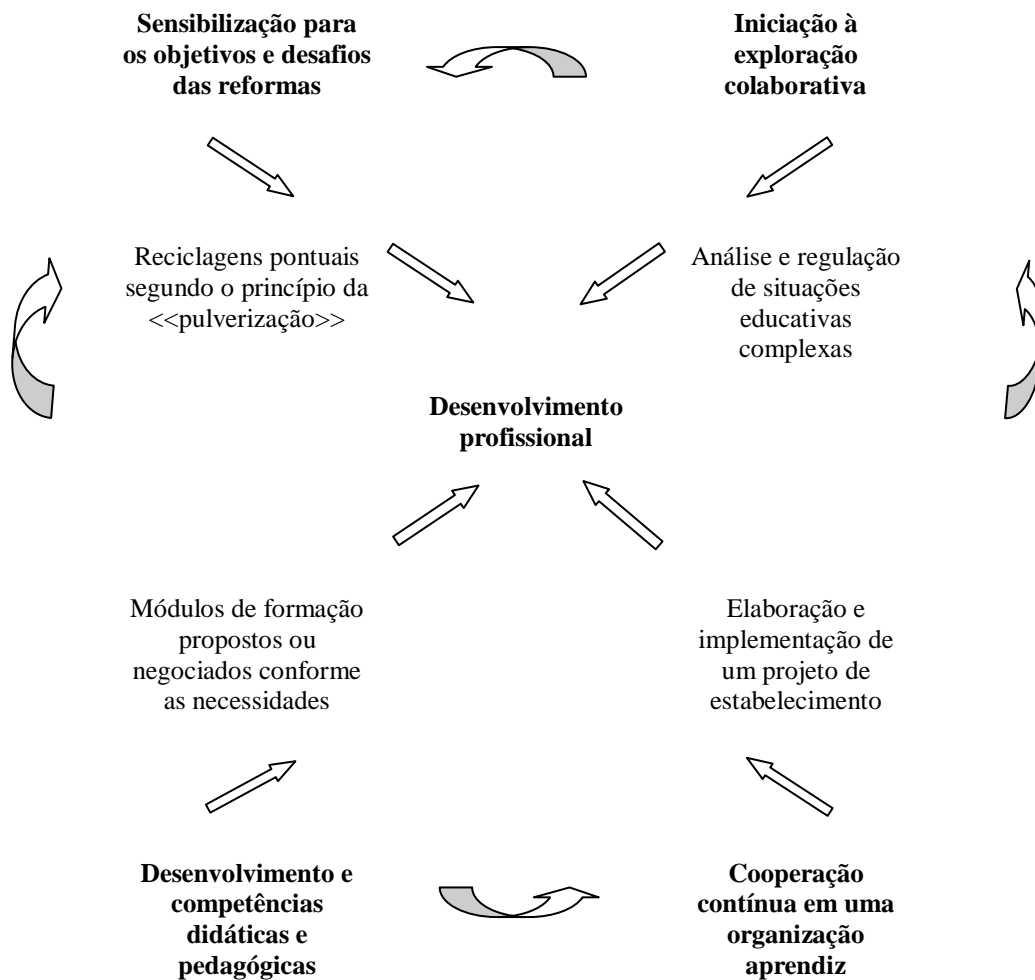 Sensibilização para
os objetivos e desafios
das reformas
Iniciação à
exploração
colaborativa
Reciclagens pontuais
segundo o princípio da
<<pulverização>>
Análise e regulação
de situações
educativas
complexas
Desenvolvimento
profissional
Módulos de formação
propostos ou
negociados conforme
as necessidades
Elaboração e
implementação de
um projeto de
estabelecimento
Desenvolvimento e
competências
didáticas e
pedagógicas
Cooperação
contínua em uma
organização
aprendiz